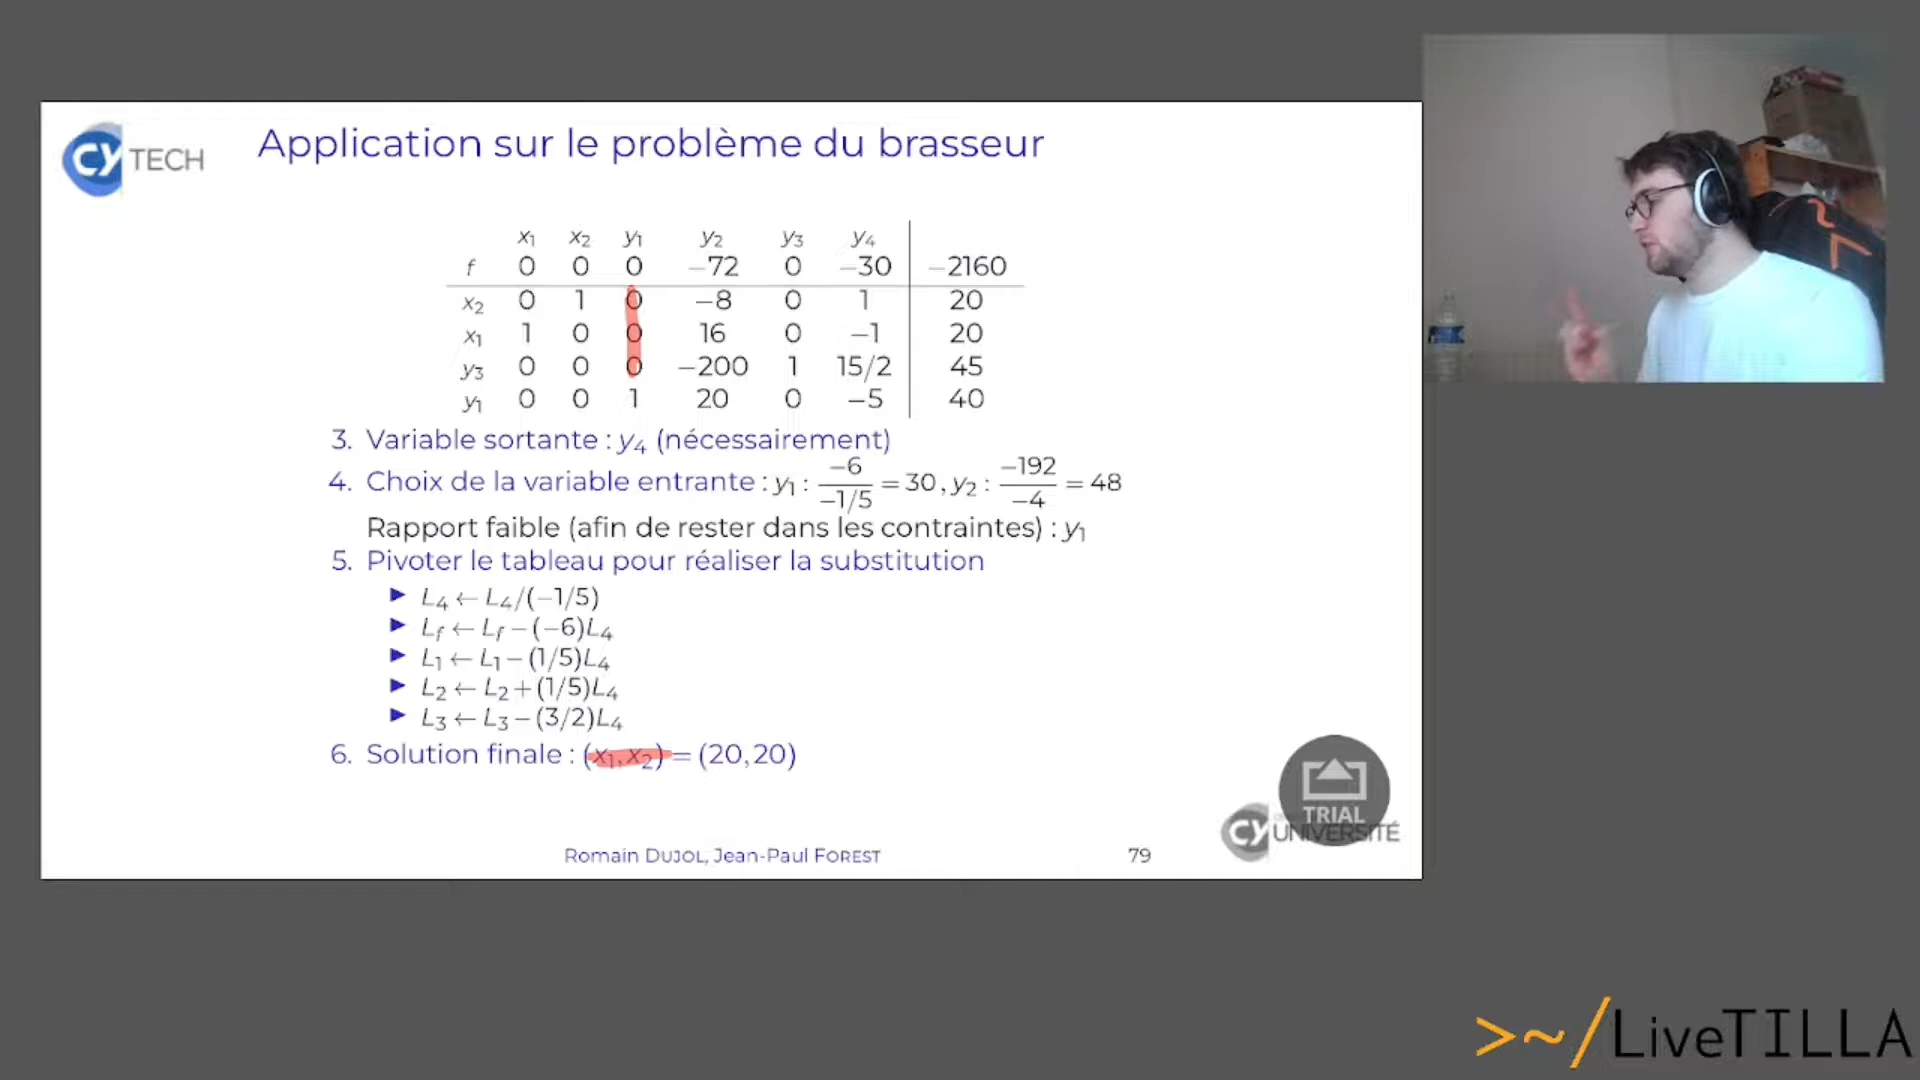 CY TECH
Application sur le problème du brasseur
x1 x2 y1 y2 y3 y4
f 0 0 0 −72 0 −30 −2160
x2 0 1 0 −8 0 1 20
x1 1 0 0 16 0 −1 20
y3 0 0 0 −200 1 15/2 45
y1 0 0 1 20 0 −5 40
3. Variable sortante : y4 (nécessairement)
4. Choix de la variable entrante : y1 : −6/−1/5 = 30, y2 : −192/−4 = 48
Rapport faible (afin de rester dans les contraintes) : y1
5. Pivoter le tableau pour réaliser la substitution
► L4 ← L4/(−1/5)
► Lf ← Lf − (−6)L4
► L1 ← L1 − (1/5)L4
► L2 ← L2 + (1/5)L4
► L3 ← L3 − (3/2)L4
6. Solution finale : (x1, x2) = (20, 20)
TRIAL
CY UNIVERSITÉ
Romain DUJOL, Jean-Paul FOREST
79
>~/LiveTILLA